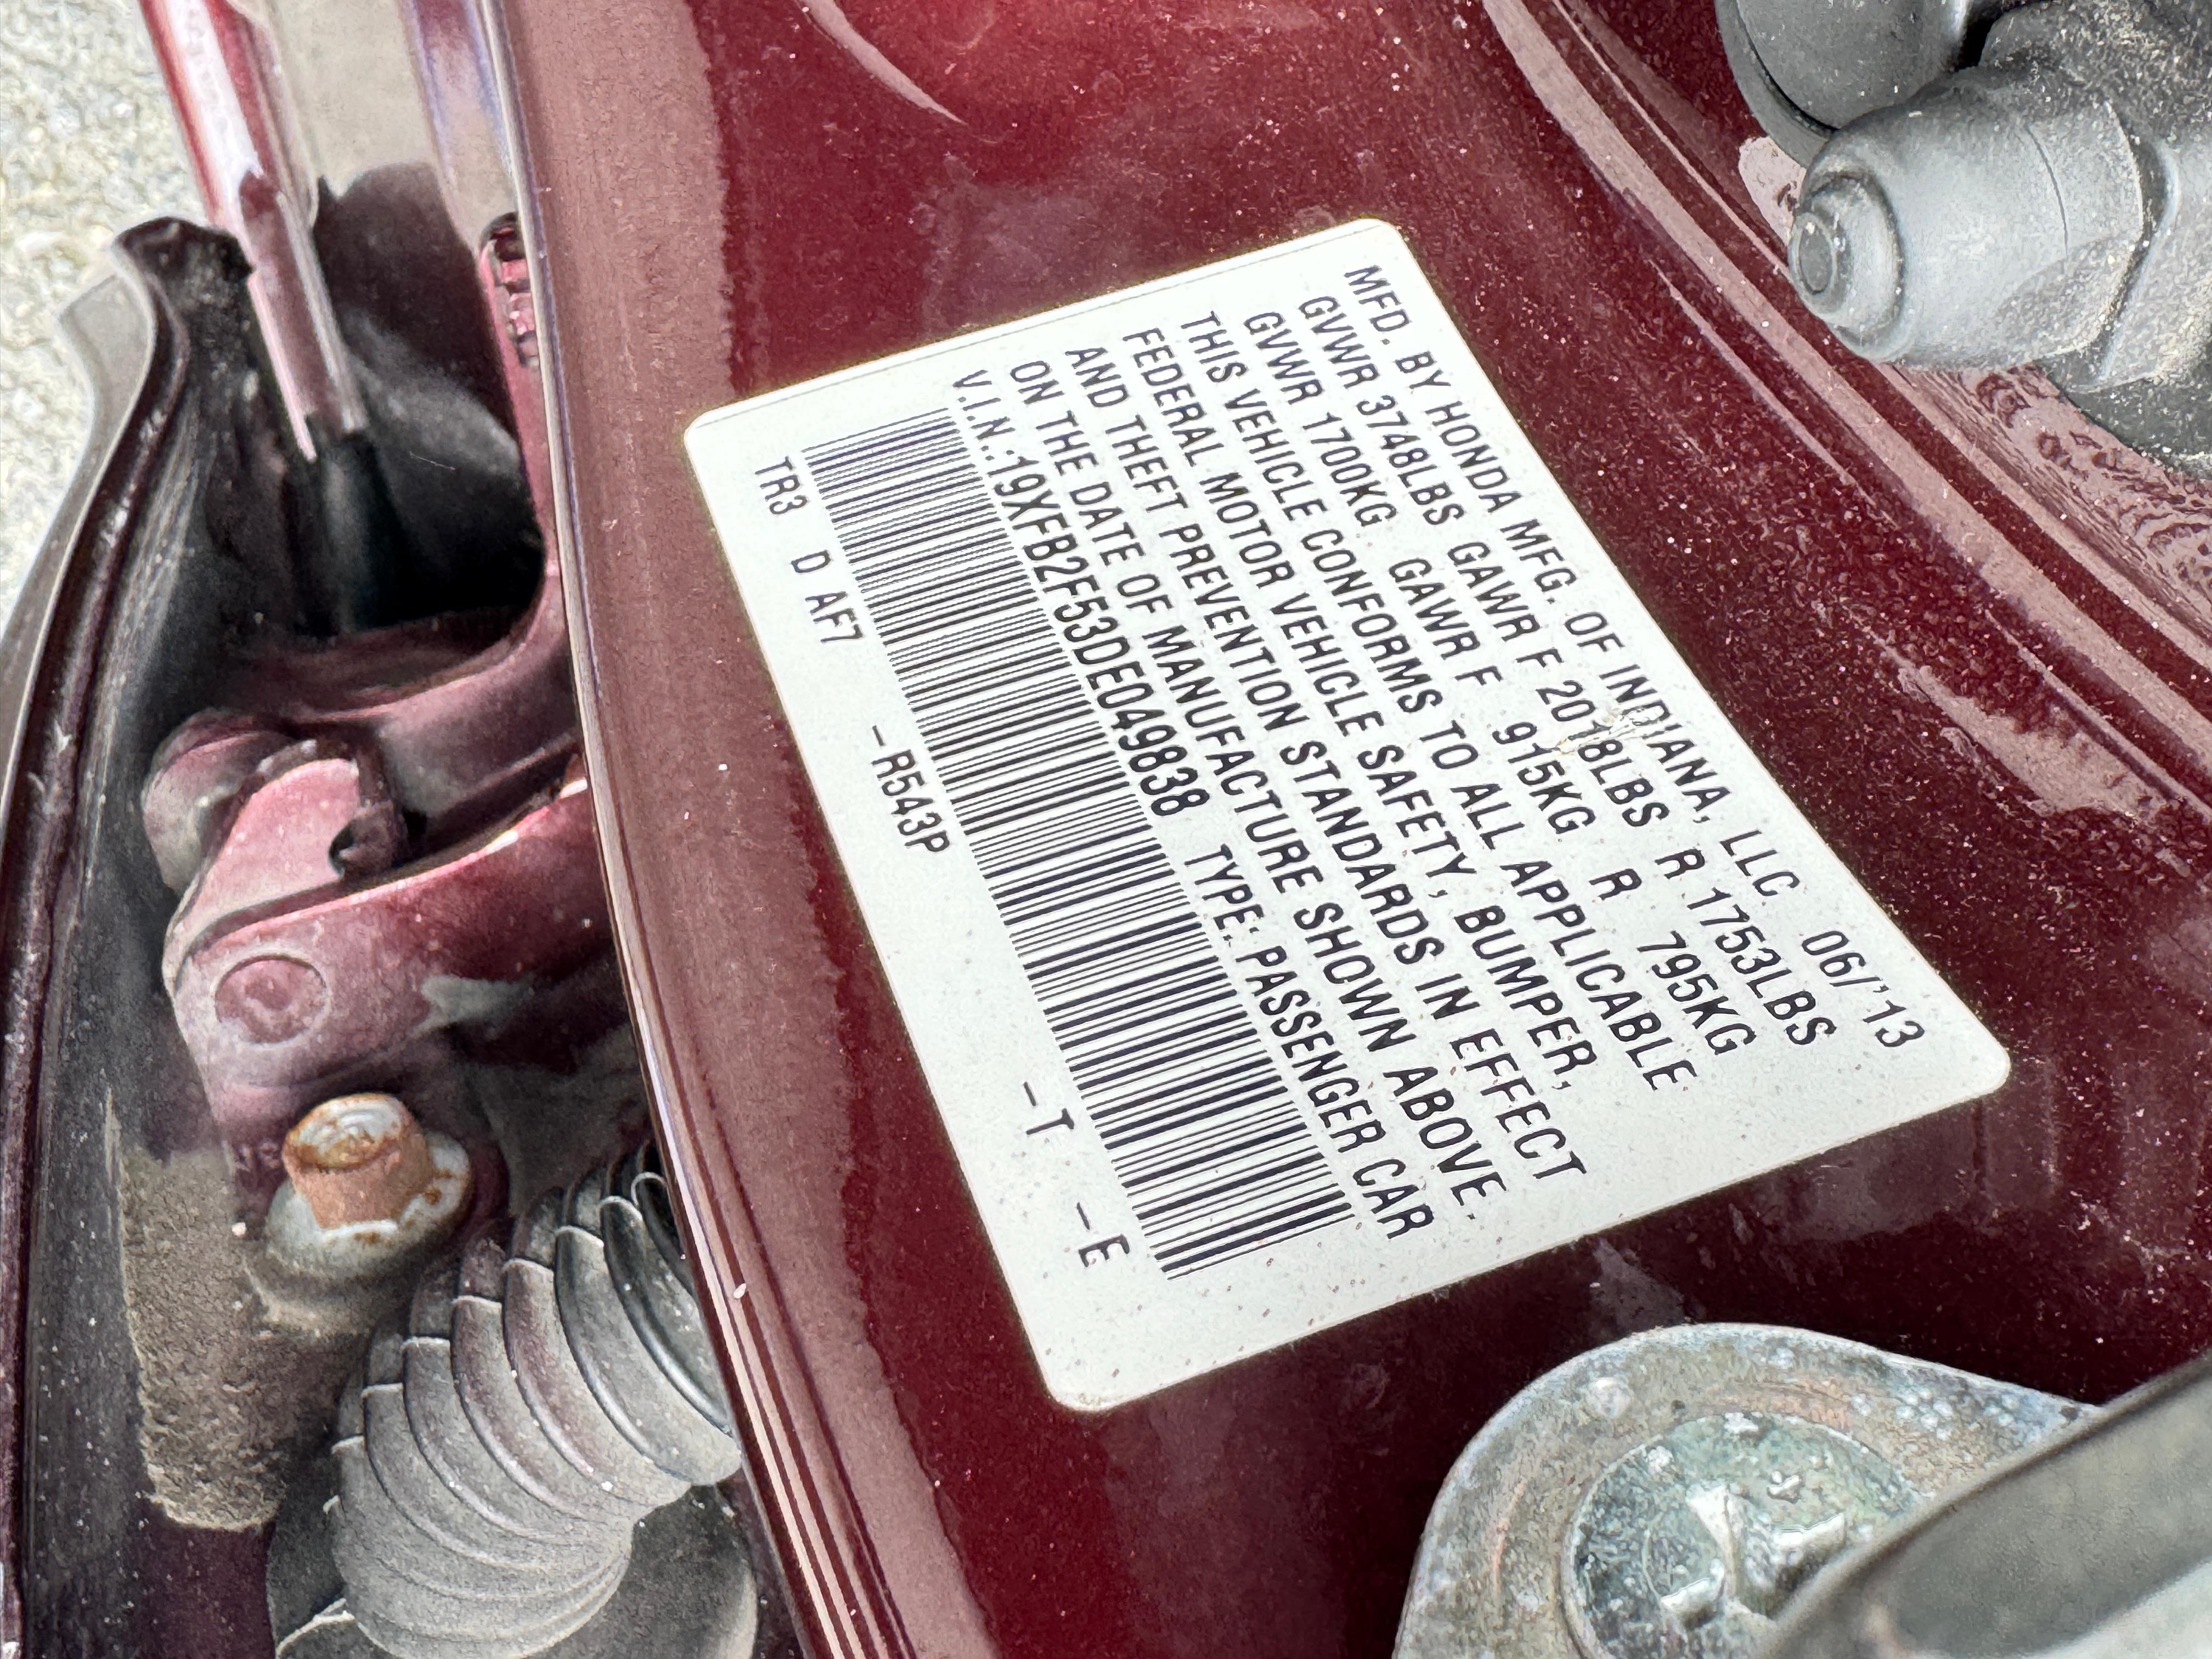 MFD. BY HONDA MFG. OF INDIANA, LLC 06/'13
GVWR 3748LBS GAWR F 2018LBS R 1753LBS
GVWR 1700KG GAWR F 915KG R 795KG
THIS VEHICLE CONFORMS TO ALL APPLICABLE
FEDERAL MOTOR VEHICLE SAFETY, BUMPER,
AND THEFT PREVENTION STANDARDS IN EFFECT
ON THE DATE OF MANUFACTURE SHOWN ABOVE.
V.I.N.:19XFB2F53DE049838 TYPE: PASSENGER CAR
TR3 D AF7 -R543P -T -E